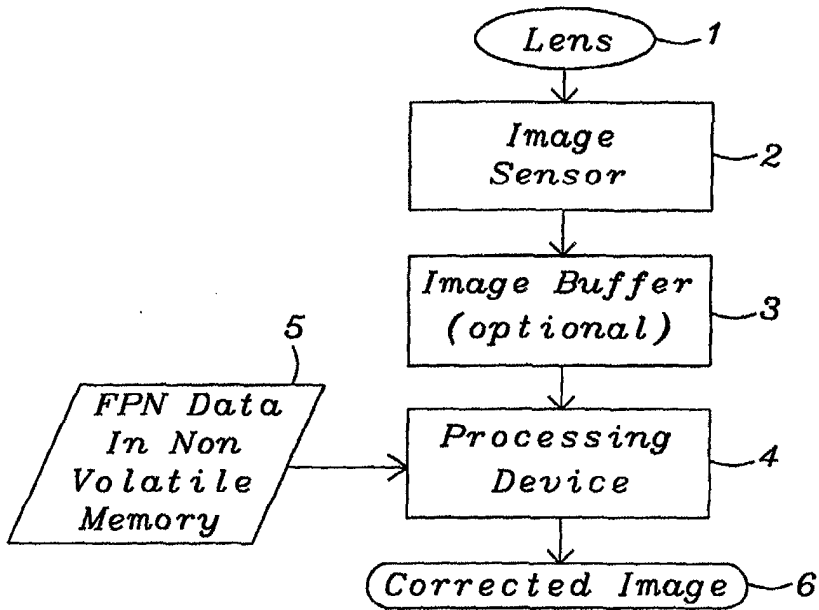 Lens
1
Image
Sensor
2
Image Buffer
(optional)
3
5
FPN Data
In Non
Volatile
Memory
Processing
Device
4
Corrected Image
6